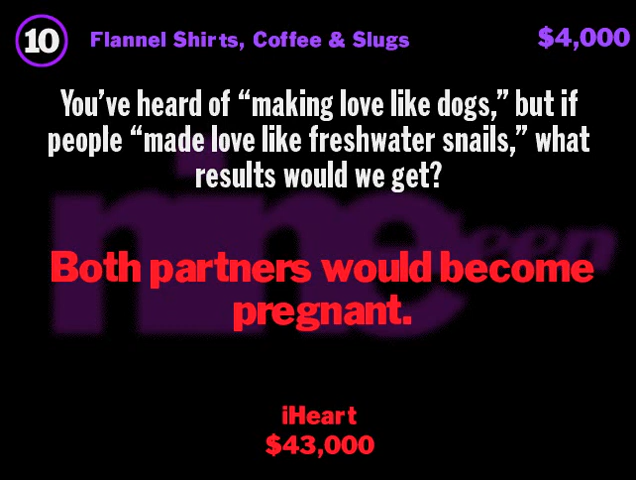 10 Flannel Shirts, Coffee & Slugs $4,000
You've heard of “making love like dogs,” but if
people “made love like freshwater snails,” what
results would we get?
nineteen
Both partners would become
pregnant.
iHeart
$43,000